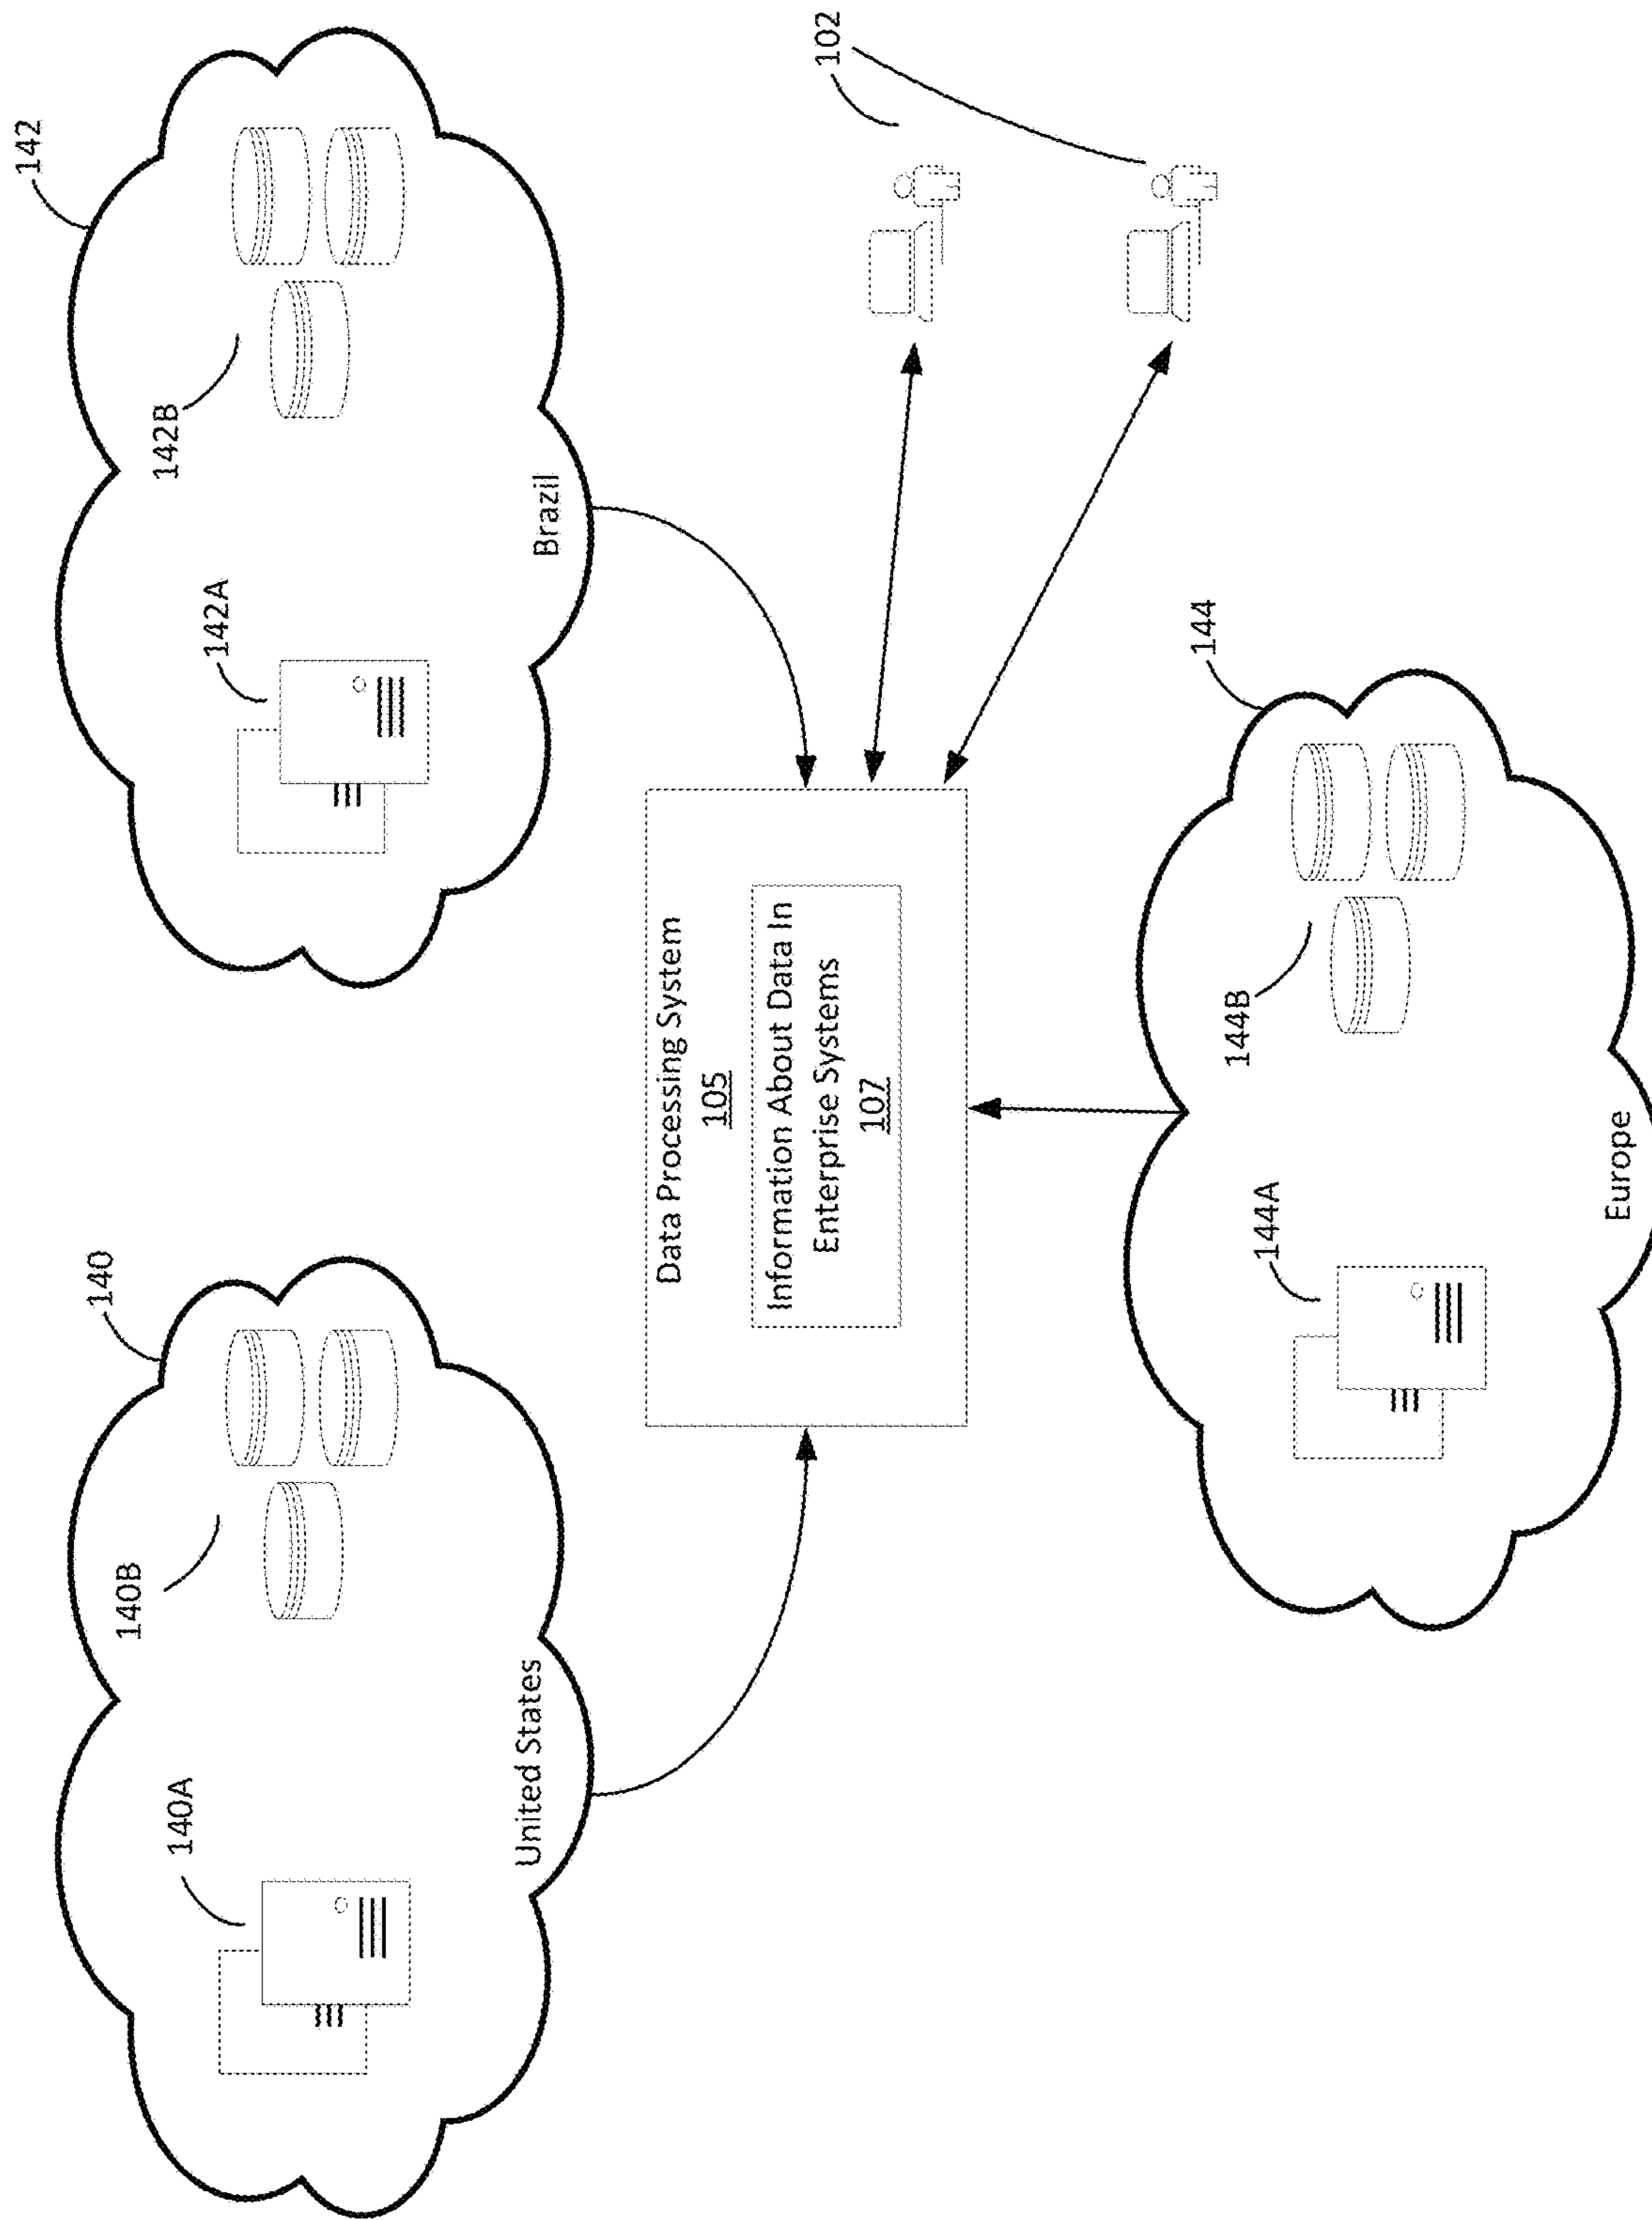 140
140A
140B
United States
142
142A
142B
Brazil
Data Processing System
105
Information About Data In
Enterprise Systems
107
102
144
144A
144B
Europe